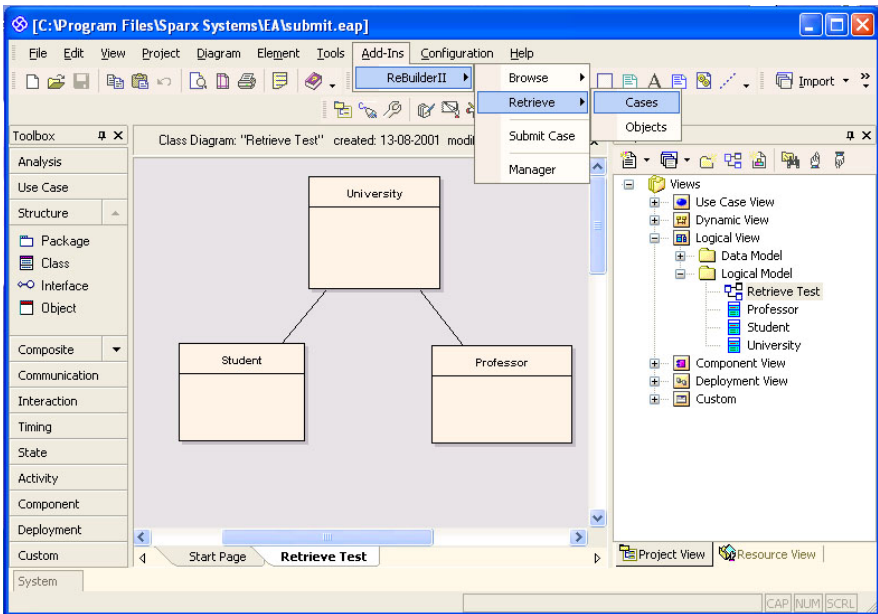 [C:\Program Files\Sparx Systems\EA\submit.eap]
File Edit View Project Diagram Element Tools Add-Ins Configuration Help
ReBuilderII Browse
Import
Retrieve Cases
Submit Case Objects
Manager
Toolbox
Class Diagram: "Retrieve Test" created: 13-08-2001
Analysis
Use Case
Structure
Package
Class
Interface
Object
Composite
Communication
Interaction
Timing
State
Activity
Component
Deployment
Custom
System
University
Student
Professor
Views
Use Case View
Dynamic View
Logical View
Data Model
Logical Model
Retrieve Test
Professor
Student
University
Component View
Deployment View
Custom
Start Page Retrieve Test
Project View Resource View
CAP NUM SCRL